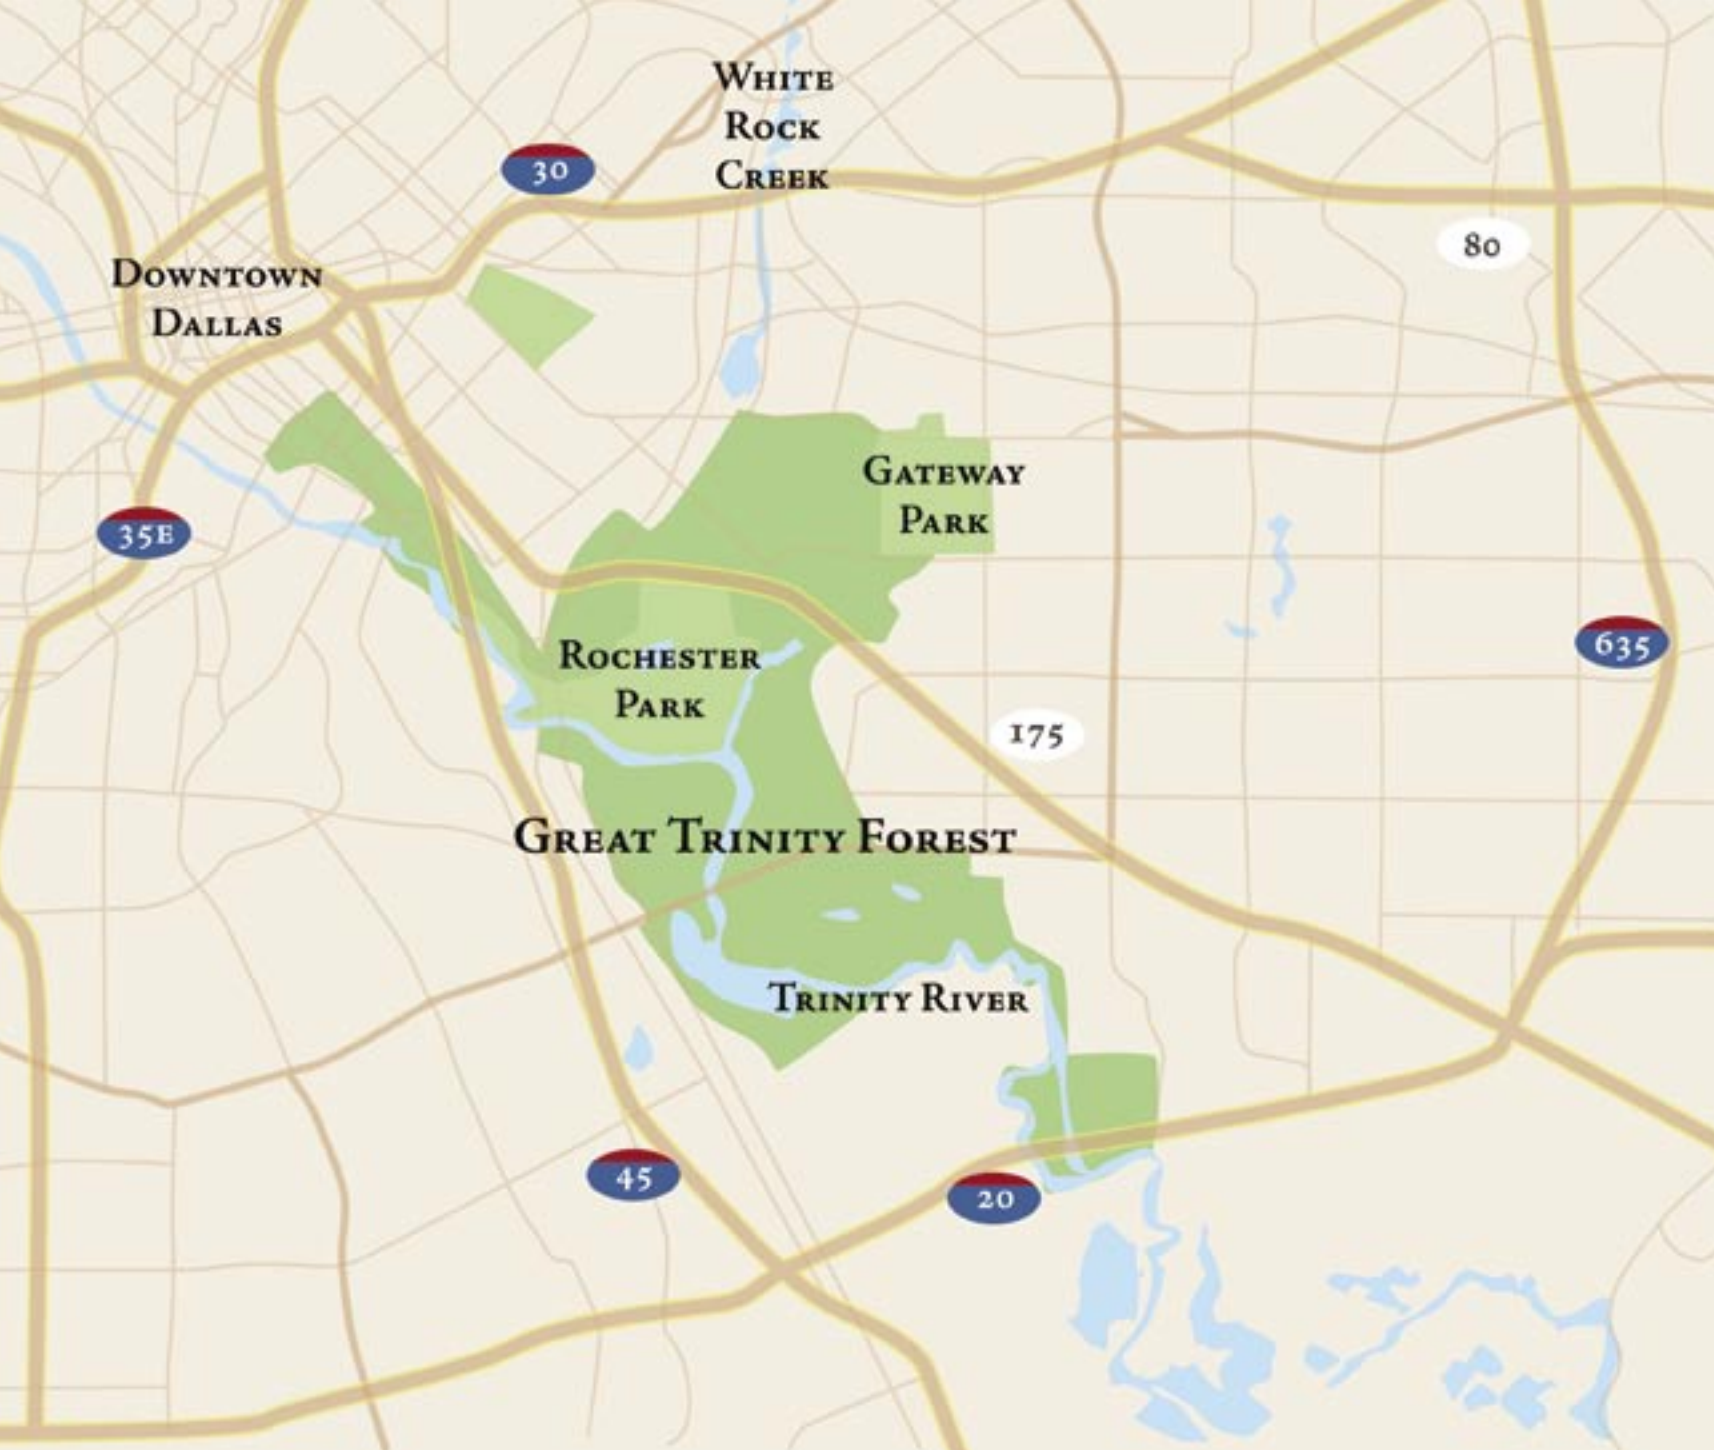 White
Rock
Creek
30
Downtown
Dallas
80
Gateway
Park
35E
635
Rochester
Park
175
Great Trinity Forest
Trinity River
45
20